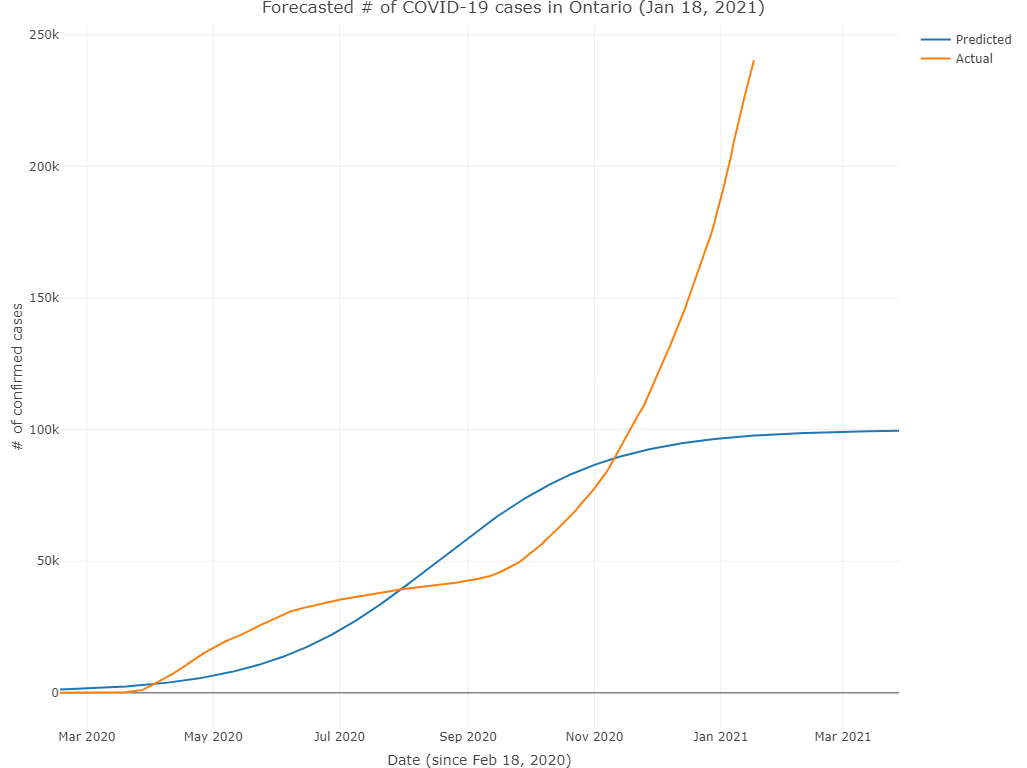 Forecasted # of COVID-19 cases in Ontario (Jan 18, 2021)
Predicted
Actual
250k
200k
150k
100k
50k
0
# of confirmed cases
Mar 2020
May 2020
Jul 2020
Sep 2020
Nov 2020
Jan 2021
Mar 2021
Date (since Feb 18, 2020)